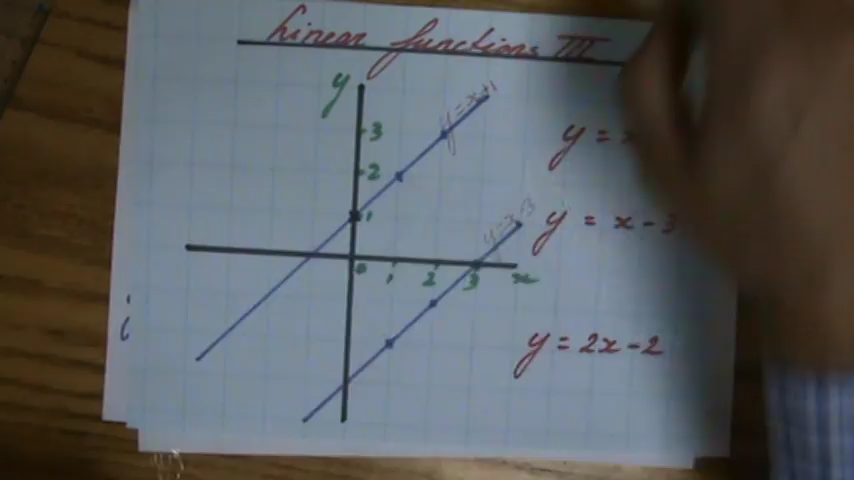 Linear functions III
y
y=x+1
3
2
1
y = x
y=x-3
y = x-3
0 1 2 3 x
y = 2x-2